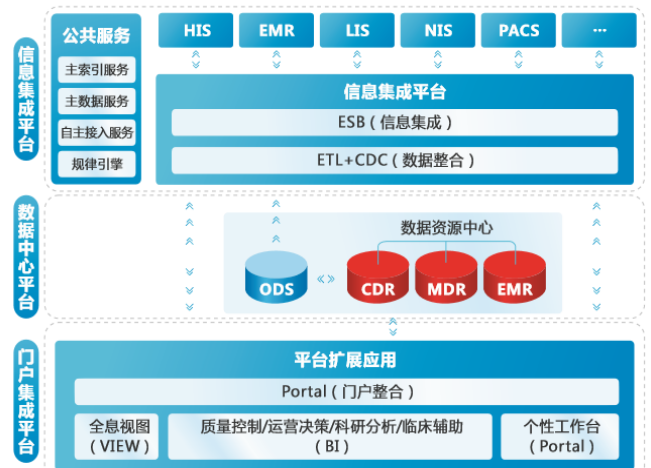 信息集成平台
公共服务
主索引服务
主数据服务
自主接入服务
规律引擎
HIS
EMR
LIS
NIS
PACS
...
信息集成平台
ESB（信息集成）
ETL+CDC（数据整合）
数据中心平台
数据资源中心
ODS
CDR
MDR
EMR
门户集成平台
平台扩展应用
Portal（门户整合）
全息视图
（VIEW）
质量控制/运营决策/科研分析/临床辅助
（BI）
个性工作台
（Portal）